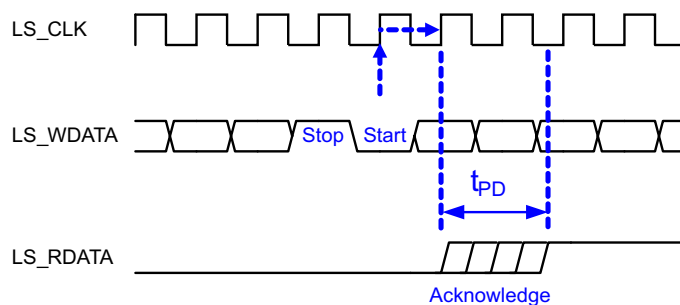 LS_CLK
LS_WDATA
Stop
Start
tPD
LS_RDATA
Acknowledge